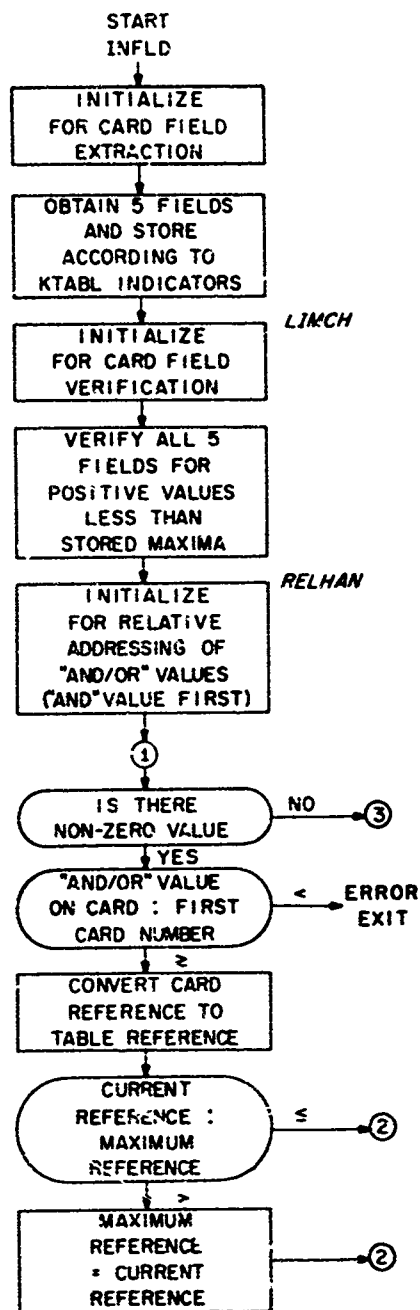 START
INFLD
INITIALIZE
FOR CARD FIELD
EXTRACTION
OBTAIN 5 FIELDS
AND STORE
ACCORDING TO
KTABL INDICATORS
LIMCH
INITIALIZE
FOR CARD FIELD
VERIFICATION
VERIFY ALL 5
FIELDS FOR
POSITIVE VALUES
LESS THAN
STORED MAXIMA
RELHAN
INITIALIZE
FOR RELATIVE
ADDRESSING OF
"AND/OR" VALUES
("AND" VALUE FIRST)
1
IS THERE
NON-ZERO VALUE
NO
3
YES
"AND/OR" VALUE
ON CARD : FIRST
CARD NUMBER
<
ERROR
EXIT
≥
CONVERT CARD
REFERENCE TO
TABLE REFERENCE
CURRENT
REFERENCE :
MAXIMUM
REFERENCE
≤
2
>
MAXIMUM
REFERENCE
= CURRENT
REFERENCE
2